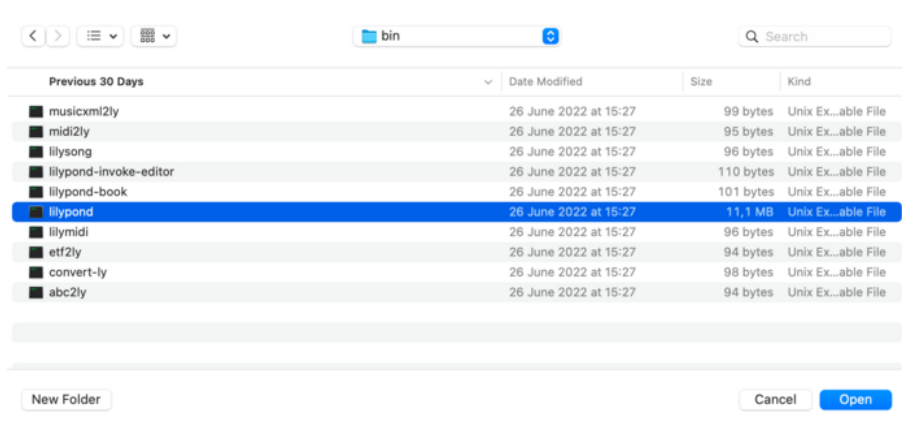 bin
Search
Previous 30 Days Date Modified Size Kind
musicxml2ly 26 June 2022 at 15:27 99 bytes Unix Ex...able File
midi2ly 26 June 2022 at 15:27 95 bytes Unix Ex...able File
lilysong 26 June 2022 at 15:27 96 bytes Unix Ex...able File
lilypond-invoke-editor 26 June 2022 at 15:27 110 bytes Unix Ex...able File
lilypond-book 26 June 2022 at 15:27 101 bytes Unix Ex...able File
lilypond 26 June 2022 at 15:27 11,1 MB Unix Ex...able File
lilymidi 26 June 2022 at 15:27 96 bytes Unix Ex...able File
etf2ly 26 June 2022 at 15:27 94 bytes Unix Ex...able File
convert-ly 26 June 2022 at 15:27 98 bytes Unix Ex...able File
abc2ly 26 June 2022 at 15:27 94 bytes Unix Ex...able File
New Folder Cancel Open